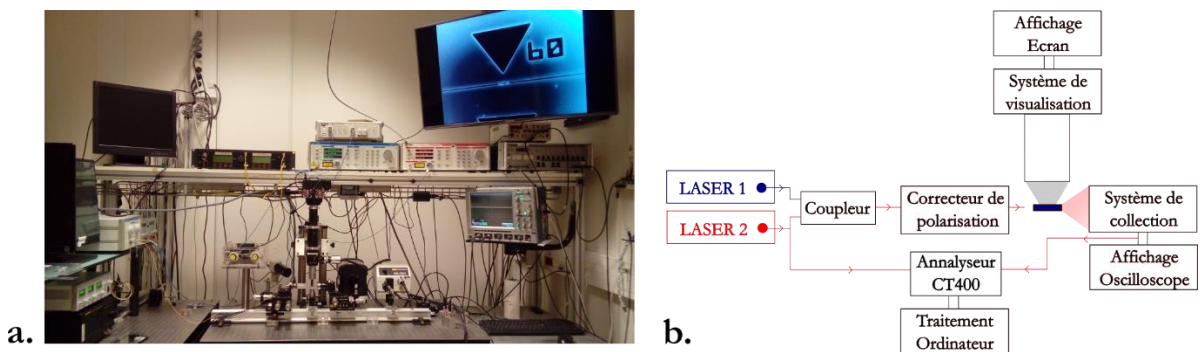 60
a.
Affichage
Ecran
Système de
visualisation
LASER 1
LASER 2
Coupleur
Correcteur de
polarisation
Système de
collection
Affichage
Oscilloscope
Annalyseur
CT400
Traitement
Ordinateur
b.